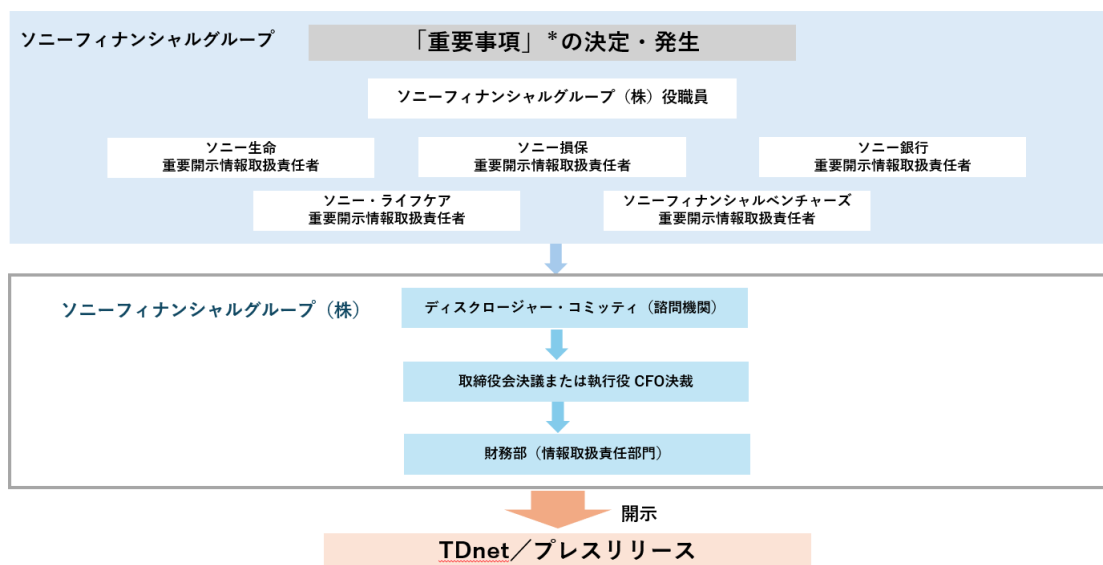 ソニーフィナンシャルグループ
「重要事項」*の決定・発生
ソニーフィナンシャルグループ（株）役職員
ソニー生命
重要開示情報取扱責任者
ソニー損保
重要開示情報取扱責任者
ソニー銀行
重要開示情報取扱責任者
ソニー・ライフケア
重要開示情報取扱責任者
ソニーフィナンシャルベンチャーズ
重要開示情報取扱責任者
ソニーフィナンシャルグループ（株）
ディスクロージャー・コミッティ（諮問機関）
取締役会決議または執行役 CFO決裁
財務部（情報取扱責任部門）
開示
TDnet／プレスリリース